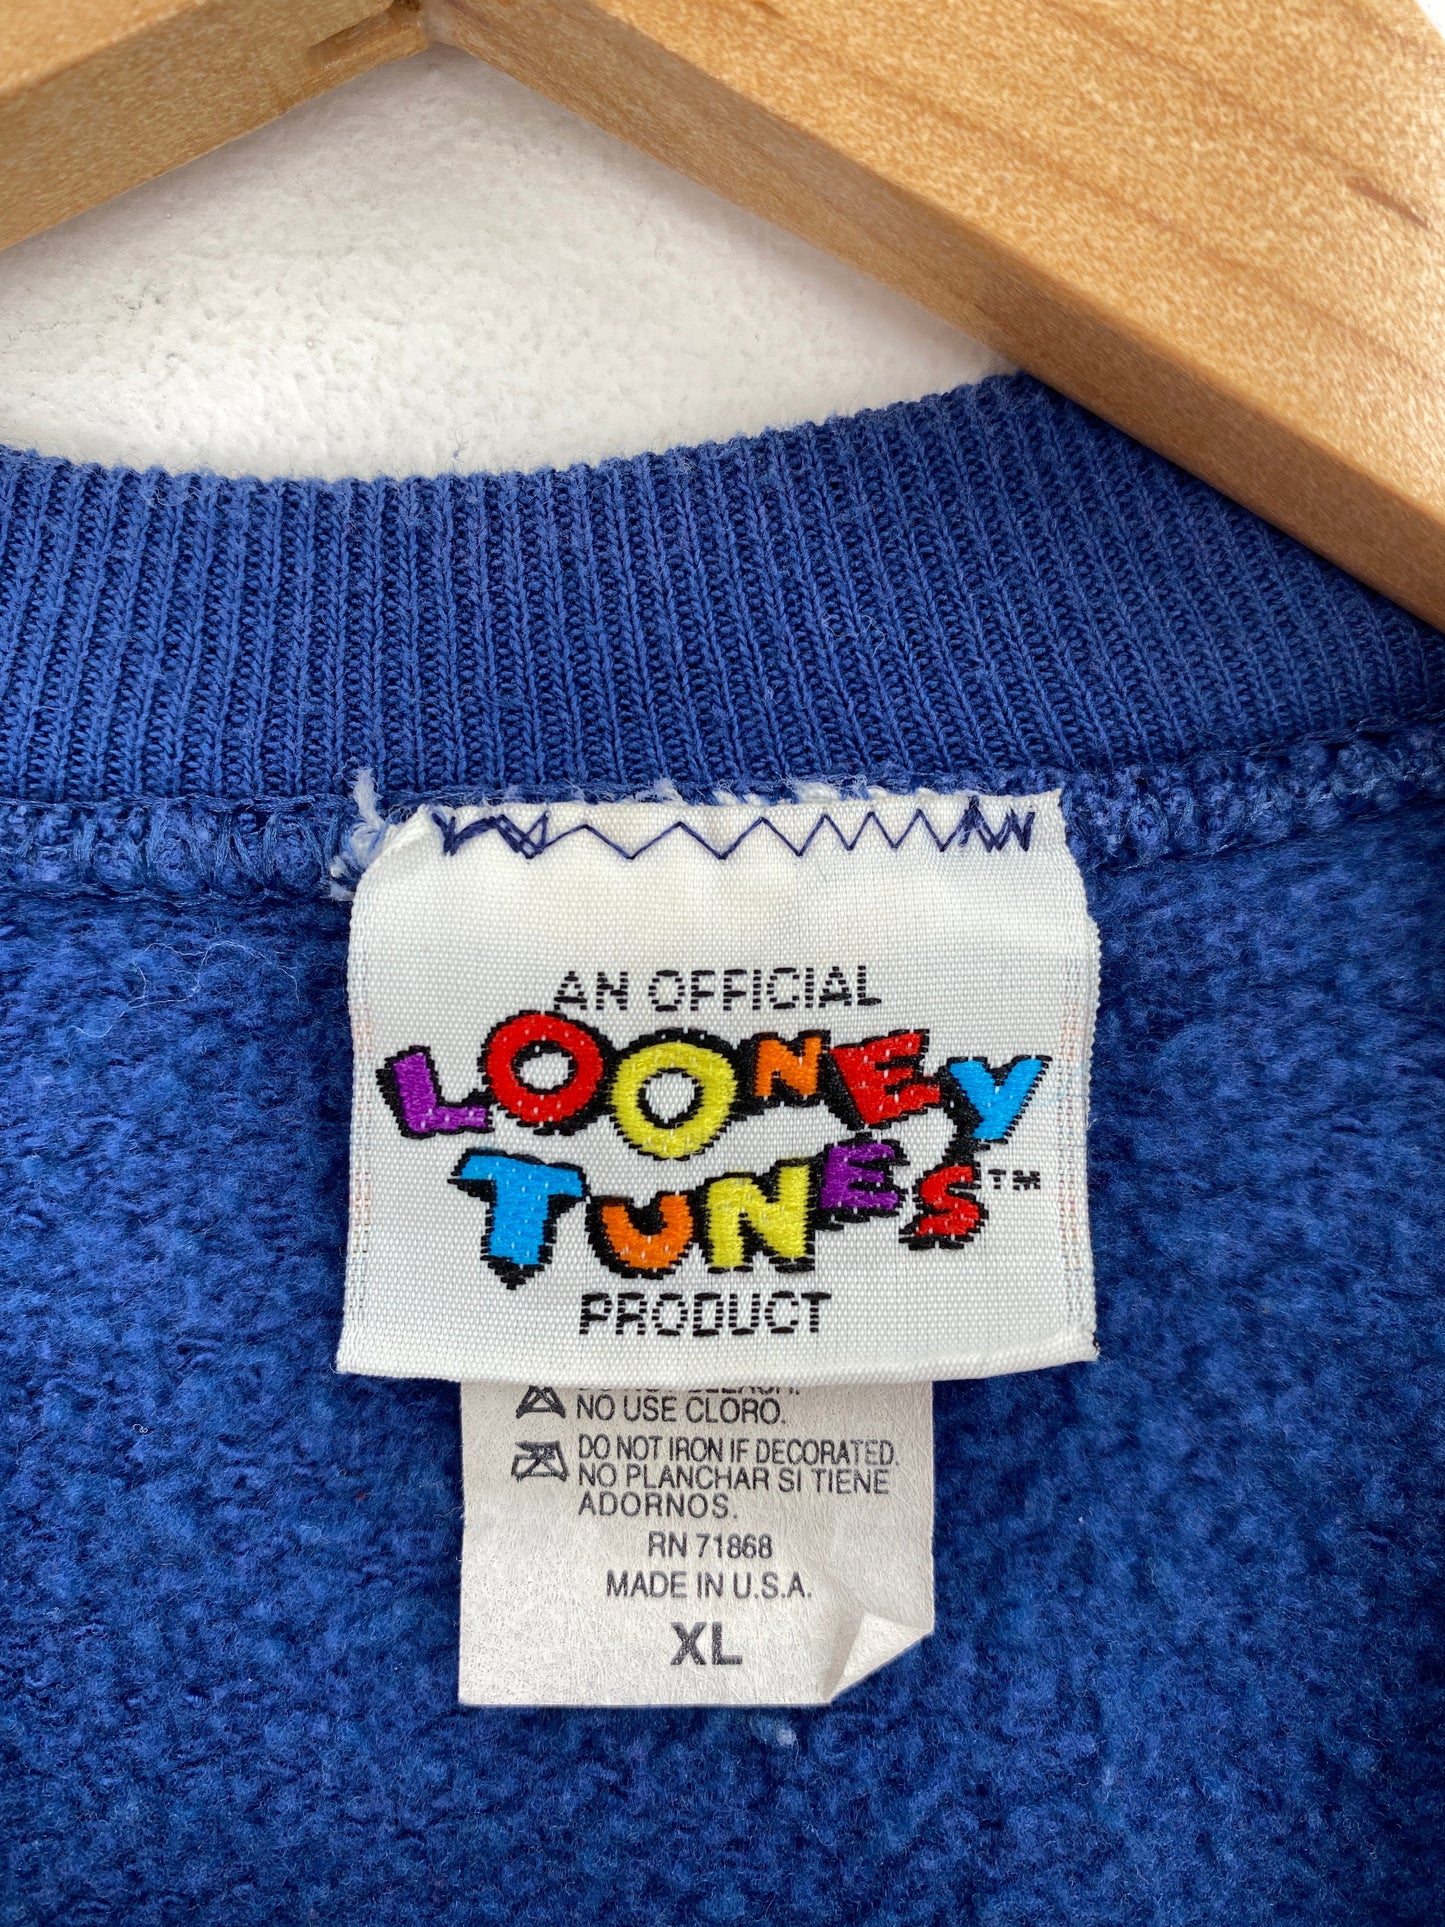 AN OFFICIAL
LOONEY
TUNES™
PRODUCT
NO USE CLORO.
DO NOT IRON IF DECORATED.
NO PLANCHAR SI TIENE
ADORNOS.
RN 71868
MADE IN U.S.A.
XL